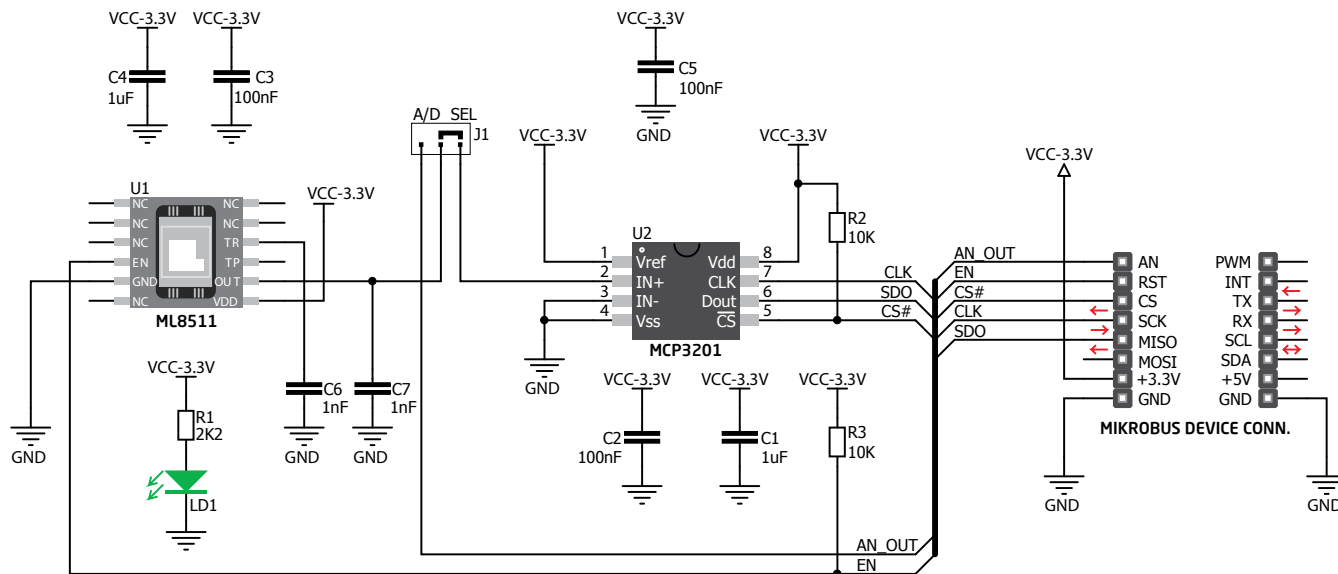 VCC-3.3V
VCC-3.3V
VCC-3.3V
C4
1uF
C3
100nF
C5
100nF
GND
A/D SEL
J1
VCC-3.3V
VCC-3.3V
VCC-3.3V
U1
VCC-3.3V
NC
NC
NC
EN
GND
NC
NC
NC
TR
TP
OUT
VDD
ML8511
U2
R2
10K
1
2
3
4
Vref
IN+
IN-
Vss
Vdd
CLK
Dout
CS
8
7
6
5
MCP3201
CLK
SDO
CS#
AN_OUT
EN
CS#
CLK
SDO
AN
RST
CS
SCK
MISO
MOSI
+3.3V
GND
PWM
INT
TX
RX
SCL
SDA
+5V
GND
MIKROBUS DEVICE CONN.
VCC-3.3V
R1
2K2
LD1
GND
C6
1nF
GND
C7
1nF
GND
GND
VCC-3.3V
VCC-3.3V
VCC-3.3V
C2
100nF
C1
1uF
R3
10K
GND
GND
AN_OUT
EN